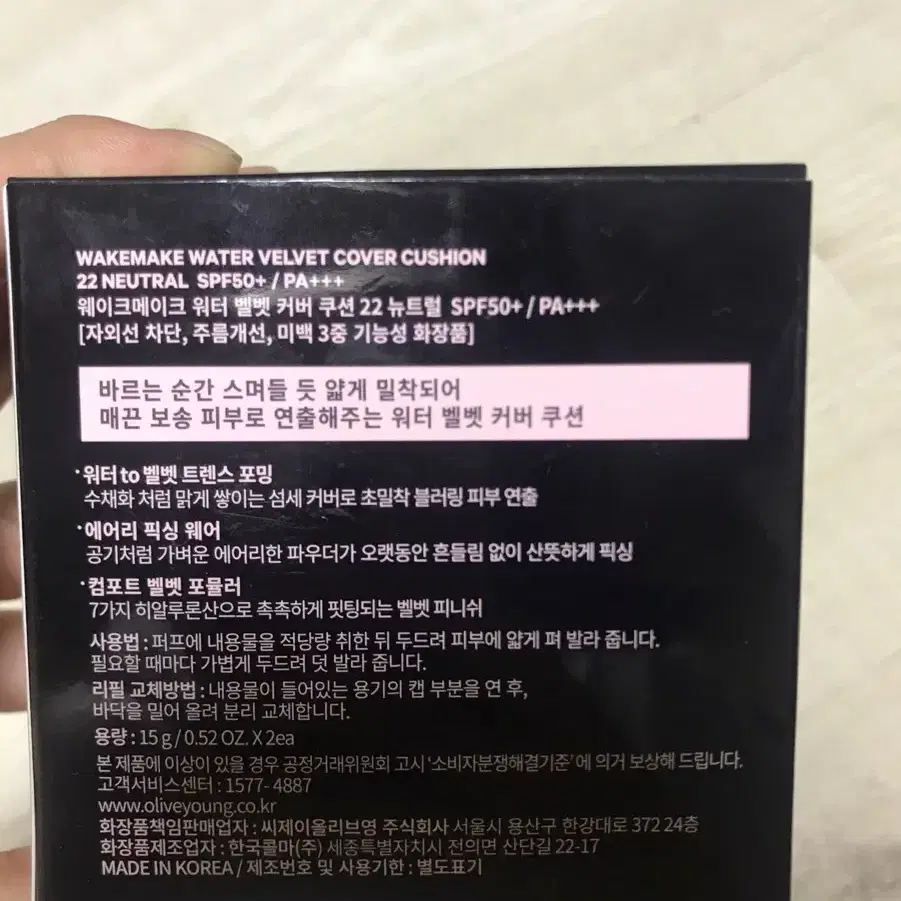 WAKEMAKE WATER VELVET COVER CUSHION
22 NEUTRAL SPF50+ / PA+++
웨이크메이크 워터 벨벳 커버 쿠션 22 뉴트럴 SPF50+ / PA+++
[자외선 차단, 주름개선, 미백 3중 기능성 화장품]
바르는 순간 스며들 듯 얇게 밀착되어
매끈 보송 피부로 연출해주는 워터 벨벳 커버 쿠션
·워터 to 벨벳 트렌스 포밍
수채화 처럼 맑게 쌓이는 섬세 커버로 초밀착 블러링 피부 연출
·에어리 픽싱 웨어
공기처럼 가벼운 에어리한 파우더가 오랫동안 흔들림 없이 산뜻하게 픽싱
·컴포트 벨벳 포뮬러
7가지 히알루론산으로 촉촉하게 핏팅되는 벨벳 피니쉬
사용법 : 퍼프에 내용물을 적당량 취한 뒤 두드려 피부에 얇게 펴 발라 줍니다.
필요할 때마다 가볍게 두드려 덧 발라 줍니다.
리필 교체방법 : 내용물이 들어있는 용기의 캡 부분을 연 후,
바닥을 밀어 올려 분리 교체합니다.
용량 : 15 g / 0.52 OZ. X 2ea
본 제품에 이상이 있을 경우 공정거래위원회 고시 '소비자분쟁해결기준'에 의거 보상해 드립니다.
고객서비스센터 : 1577- 4887
www.oliveyoung.co.kr
화장품책임판매업자 : 씨제이올리브영 주식회사 서울시 용산구 한강대로 372 24층
화장품제조업자 : 한국콜마(주) 세종특별자치시 전의면 산단길 22-17
MADE IN KOREA / 제조번호 및 사용기한 : 별도표기